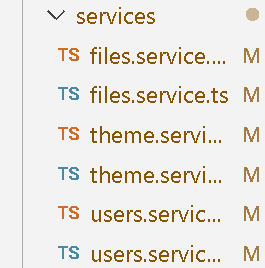 services
TS files.service.... M
TS files.service.ts M
TS theme.servi... M
TS theme.servi... M
TS users.servic... M
TS users.servic... M